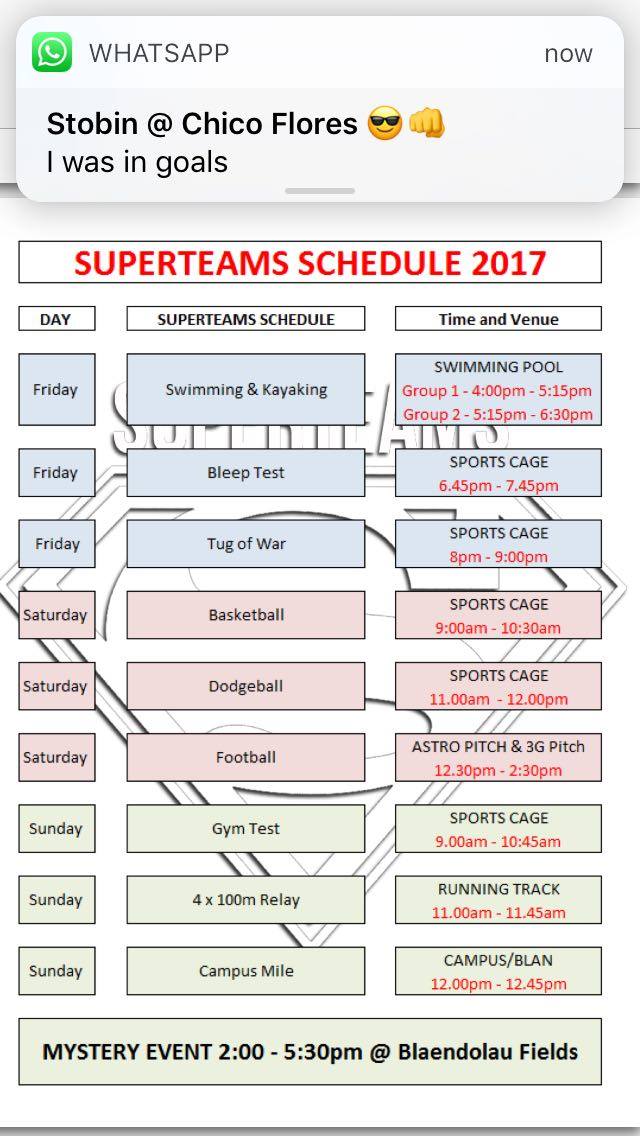 WHATSAPP now
Stobin @ Chico Flores 😎👊
I was in goals
SUPERTEAMS SCHEDULE 2017
DAY SUPERTEAMS SCHEDULE Time and Venue
Friday Swimming & Kayaking SWIMMING POOL
Group 1 - 4:00pm - 5:15pm
Group 2 - 5:15pm - 6:30pm
SUPERTEAMS
Friday Bleep Test SPORTS CAGE
6.45pm - 7.45pm
Friday Tug of War SPORTS CAGE
8pm - 9:00pm
Saturday Basketball SPORTS CAGE
9:00am - 10:30am
Saturday Dodgeball SPORTS CAGE
11.00am - 12.00pm
Saturday Football ASTRO PITCH & 3G Pitch
12.30pm - 2:30pm
Sunday Gym Test SPORTS CAGE
9.00am - 10:45am
Sunday 4 x 100m Relay RUNNING TRACK
11.00am - 11.45am
Sunday Campus Mile CAMPUS/BLAN
12.00pm - 12.45pm
MYSTERY EVENT 2:00 - 5:30pm @ Blaendolau Fields